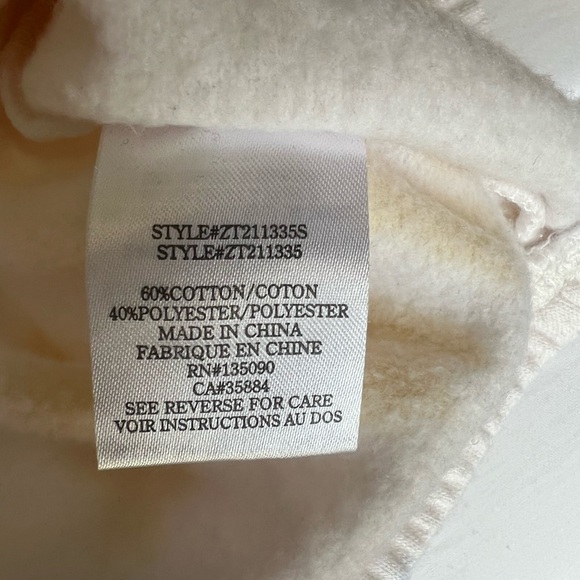 STYLE#ZT211335S
STYLE#ZT211335
60%COTTON/COTON
40%POLYESTER/POLYESTER
MADE IN CHINA
FABRIQUE EN CHINE
RN#135090
CA#35884
SEE REVERSE FOR CARE
VOIR INSTRUCTIONS AU DOS